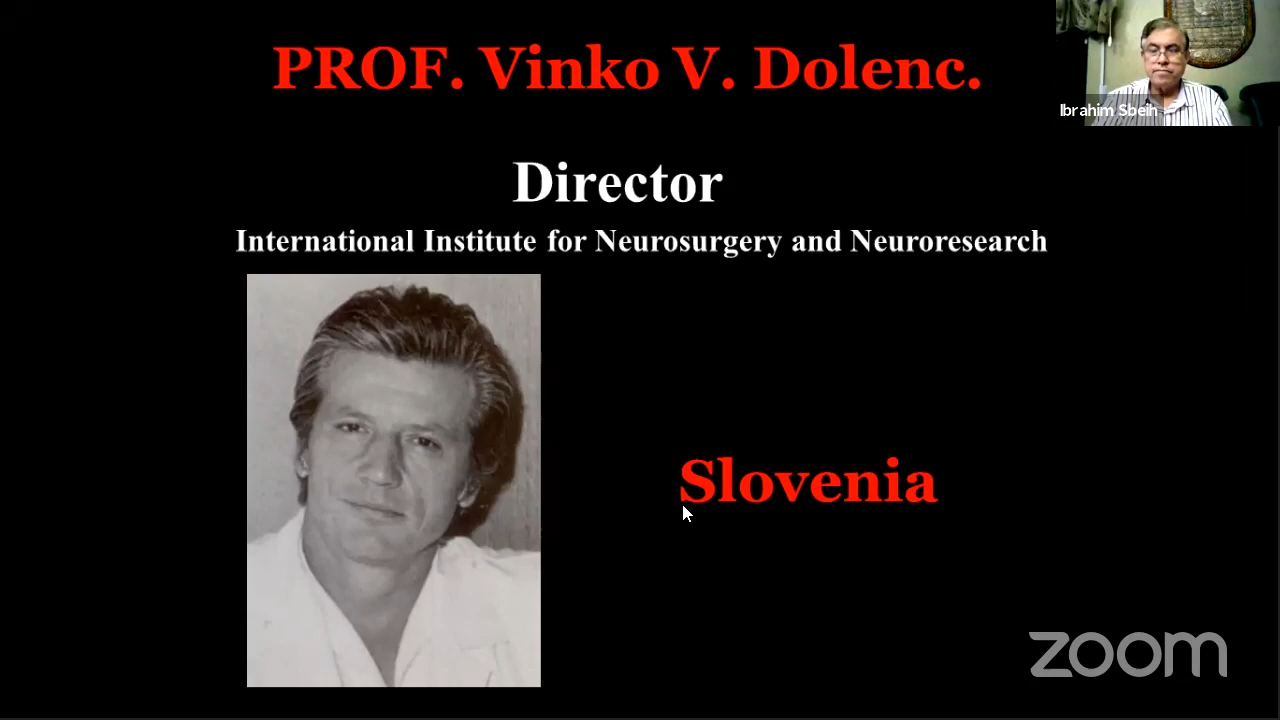 PROF. Vinko V. Dolenc.
Ibrahim Sbeih
Director
International Institute for Neurosurgery and Neuroresearch
Slovenia
zoom